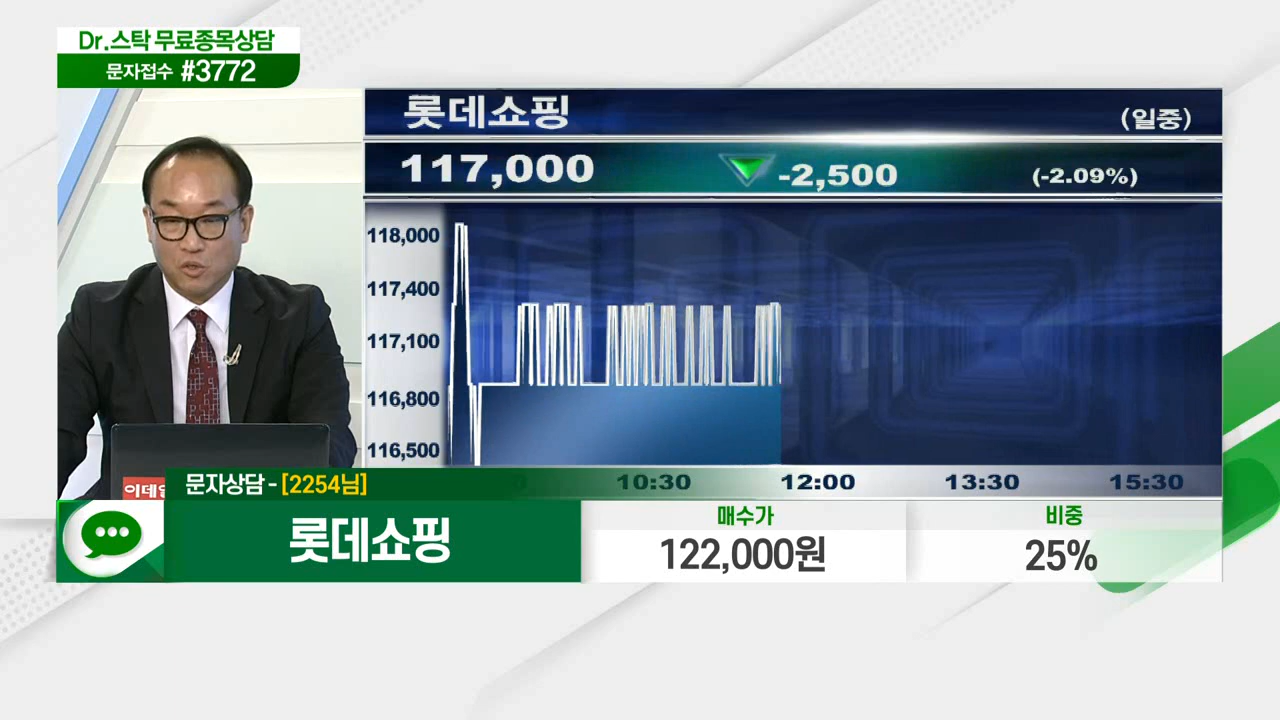 Dr.스탁 무료종목상담
문자접수 #3772
롯데쇼핑 (일중)
117,000 ▼ -2,500 (-2.09%)
118,000
117,400
117,100
116,800
116,500
10:30 12:00 13:30 15:30
문자상담 - [2254님]
롯데쇼핑
매수가
122,000원
비중
25%